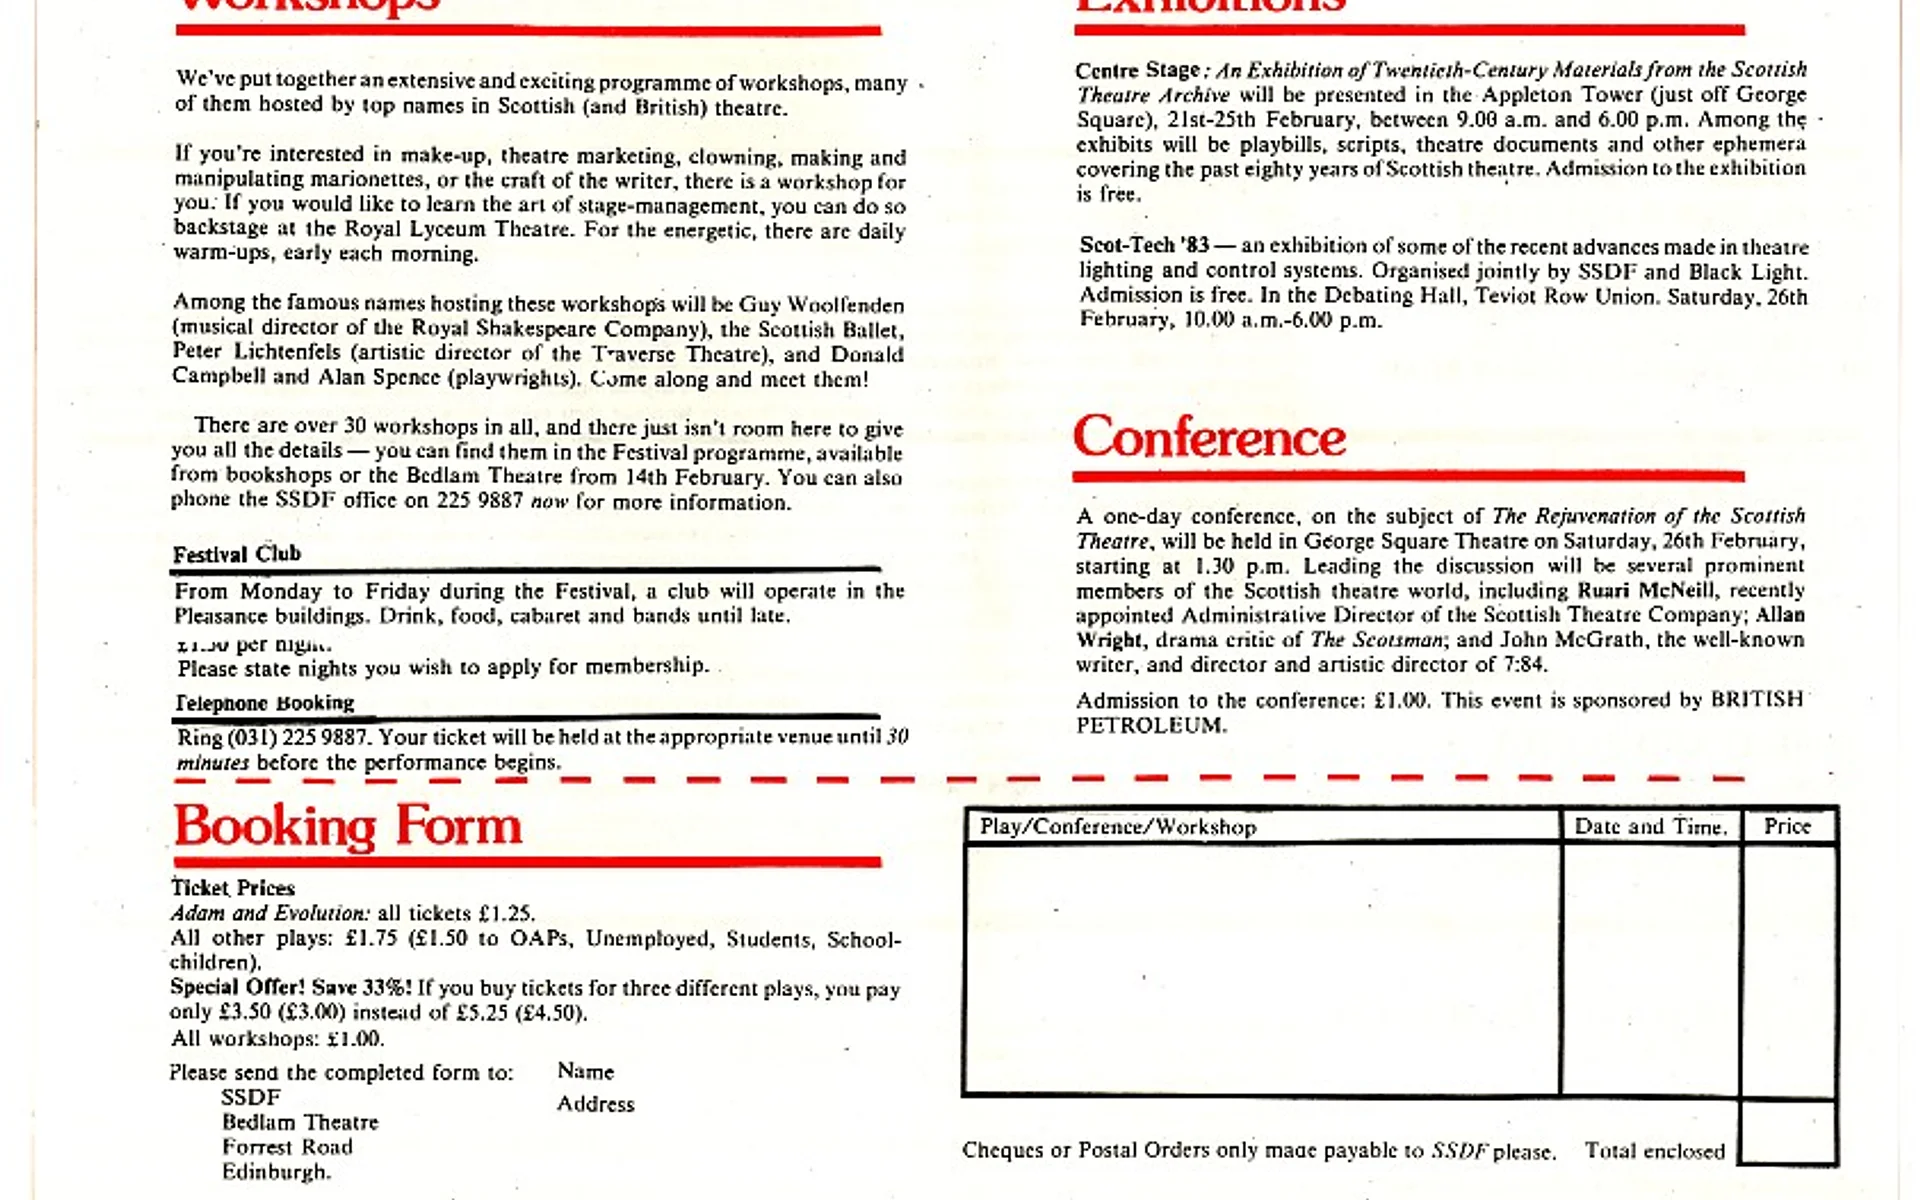 Workshops
We've put together an extensive and exciting programme of workshops, many
of them hosted by top names in Scottish (and British) theatre.
If you're interested in make-up, theatre marketing, clowning, making and
manipulating marionettes, or the craft of the writer, there is a workshop for
you. If you would like to learn the art of stage-management, you can do so
backstage at the Royal Lyceum Theatre. For the energetic, there are daily
warm-ups, early each morning.
Among the famous names hosting these workshops will be Guy Woolfenden
(musical director of the Royal Shakespeare Company), the Scottish Ballet,
Peter Lichtenfels (artistic director of the Traverse Theatre), and Donald
Campbell and Alan Spence (playwrights). Come along and meet them!
There are over 30 workshops in all, and there just isn't room here to give
you all the details — you can find them in the Festival programme, available
from bookshops or the Bedlam Theatre from 14th February. You can also
phone the SSDF office on 225 9887 now for more information.
Festival Club
From Monday to Friday during the Festival, a club will operate in the
Pleasance buildings. Drink, food, cabaret and bands until late.
per night.
Please state nights you wish to apply for membership.
Telephone Booking
Ring (031) 225 9887. Your ticket will be held at the appropriate venue until 30
minutes before the performance begins.
Exhibitions
Centre Stage: An Exhibition of Twentieth-Century Materials from the Scottish
Theatre Archive will be presented in the Appleton Tower (just off George
Square), 21st-25th February, between 9.00 a.m. and 6.00 p.m. Among the
exhibits will be playbills, scripts, theatre documents and other ephemera
covering the past eighty years of Scottish theatre. Admission to the exhibition
is free.
Scot-Tech '83 — an exhibition of some of the recent advances made in theatre
lighting and control systems. Organised jointly by SSDF and Black Light.
Admission is free. In the Debating Hall, Teviot Row Union. Saturday, 26th
February, 10.00 a.m.-6.00 p.m.
Conference
A one-day conference, on the subject of The Rejuvenation of the Scottish
Theatre, will be held in George Square Theatre on Saturday, 26th February,
starting at 1.30 p.m. Leading the discussion will be several prominent
members of the Scottish theatre world, including Ruari McNeill, recently
appointed Administrative Director of the Scottish Theatre Company; Allan
Wright, drama critic of The Scotsman; and John McGrath, the well-known
writer, and director and artistic director of 7:84.
Admission to the conference: £1.00. This event is sponsored by BRITISH
PETROLEUM.
Booking Form
Ticket Prices
Adam and Evolution: all tickets £1.25.
All other plays: £1.75 (£1.50 to OAPs, Unemployed, Students, School-
children).
Special Offer! Save 33%! If you buy tickets for three different plays, you pay
only £3.50 (£3.00) instead of £5.25 (£4.50).
All workshops: £1.00.
Please send the completed form to:
SSDF
Bedlam Theatre
Forrest Road
Edinburgh.
Name
Address
Play/Conference/Workshop
Date and Time.
Price
Cheques or Postal Orders only made payable to SSDF please.
Total enclosed